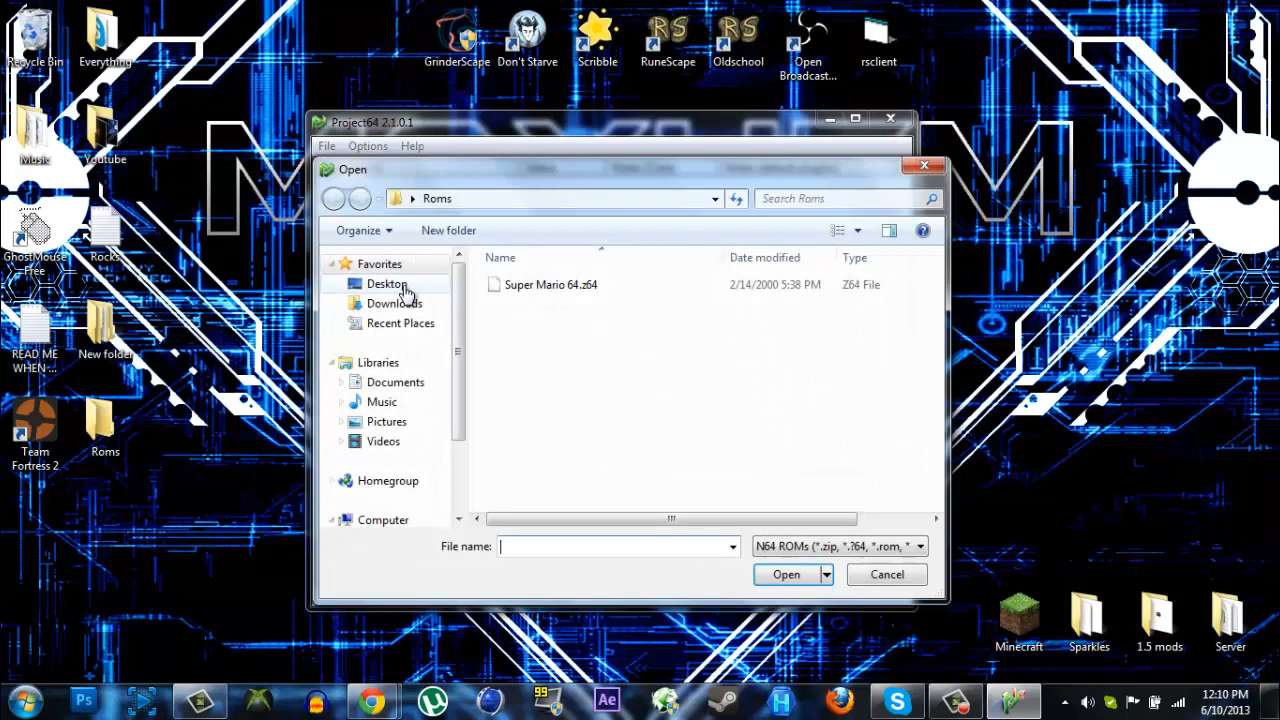 Recycle Bin
Everything
GrinderScape
Don't Starve
Scribble
RuneScape
Oldschool
Open
Broadcast...
rsclient
Music
Youtube
GhostMouse
Free
Rocks
READ ME
WHEN ...
New folder
Team
Fortress 2
Roms
Project64 2.1.0.1
File Options Help
Open
Roms
Search Roms
Organize
New folder
Favorites
Desktop
Downloads
Recent Places
Libraries
Documents
Music
Pictures
Videos
Homegroup
Computer
Name Date modified Type
Super Mario 64.z64 2/14/2000 5:38 PM Z64 File
File name:
N64 ROMs (*.zip, *.?64, *.rom, *
Open
Cancel
Minecraft
Sparkles
1.5 mods
Server
Ps
99
Ae
12:10 PM
6/10/2013